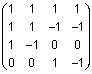 1 1 1 1
1 1 −1 −1
1 −1 0 0
0 0 1 −1